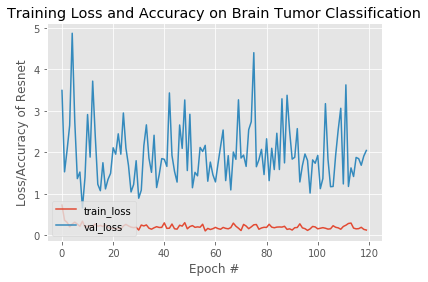 Training Loss and Accuracy on Brain Tumor Classification
Loss/Accuracy of Resnet
5
4
3
2
1
0
train_loss
val_loss
0 20 40 60 80 100 120
Epoch #